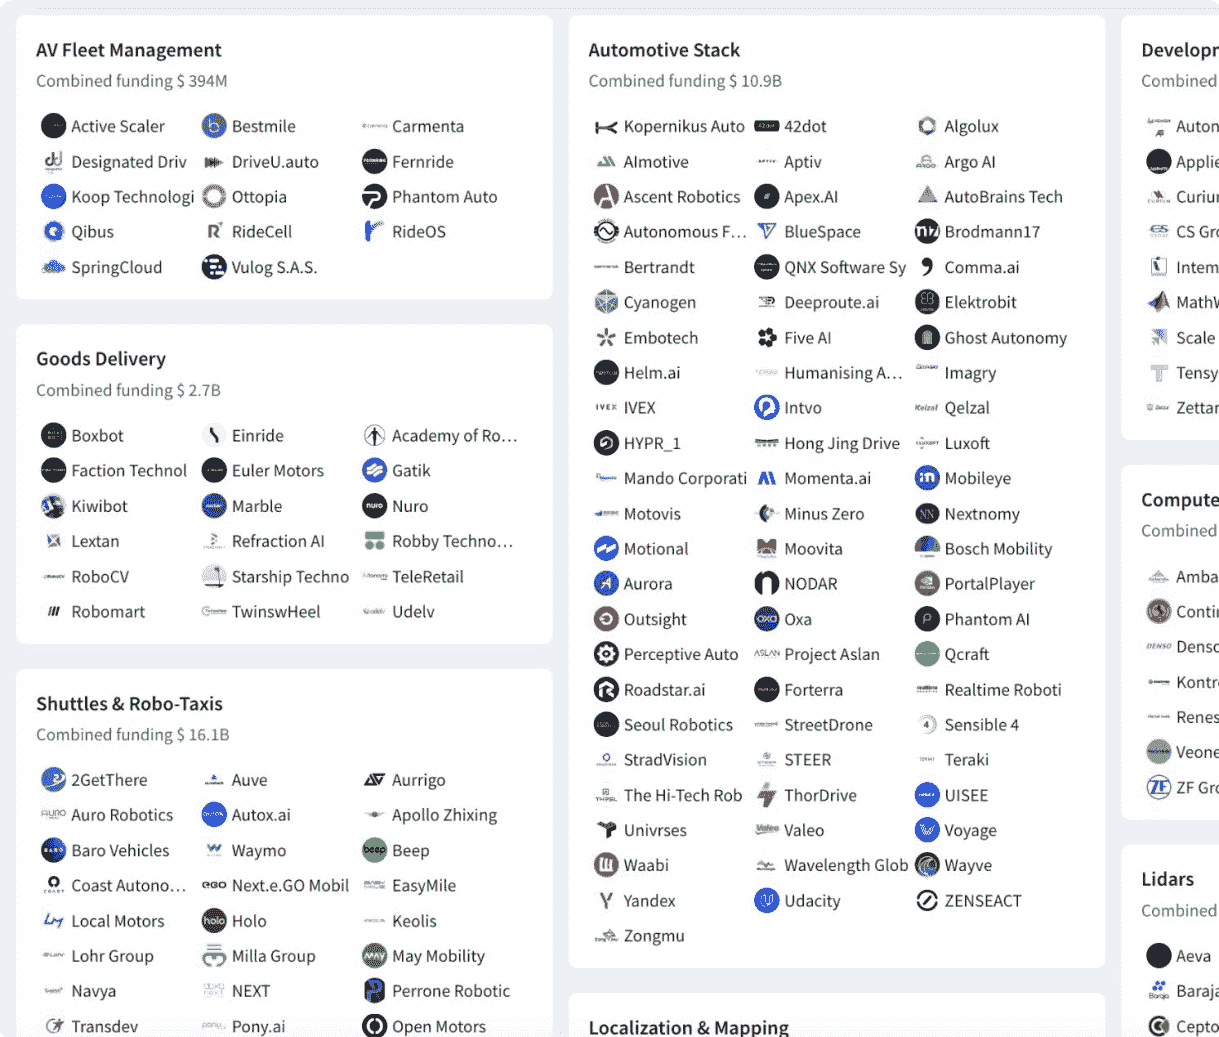 AV Fleet Management
Combined funding $ 394M
Active Scaler Bestmile Carmenta
Designated Driv DriveU.auto Fernride
Koop Technologi Ottopia Phantom Auto
Qibus RideCell RideOS
SpringCloud Vulog S.A.S.
Goods Delivery
Combined funding $ 2.7B
Boxbot Einride Academy of Ro…
Faction Technol Euler Motors Gatik
Kiwibot Marble Nuro
Lextan Refraction AI Robby Techno…
RoboCV Starship Techno TeleRetail
Robomart TwinswHeel Udelv
Shuttles & Robo-Taxis
Combined funding $ 16.1B
2GetThere Auve Aurrigo
Auro Robotics Autox.ai Apollo Zhixing
Baro Vehicles Waymo Beep
Coast Autono… Next.e.GO Mobil EasyMile
Local Motors Holo Keolis
Lohr Group Milla Group May Mobility
Navya NEXT Perrone Robotic
Transdev Pony.ai Open Motors
Automotive Stack
Combined funding $ 10.9B
Kopernikus Auto 42dot Algolux
AImotive Aptiv Argo AI
Ascent Robotics Apex.AI AutoBrains Tech
Autonomous F… BlueSpace Brodmann17
Bertrandt QNX Software Sy Comma.ai
Cyanogen Deeproute.ai Elektrobit
Embotech Five AI Ghost Autonomy
Helm.ai Humanising A… Imagry
IVEX Intvo Qelzal
HYPR_1 Hong Jing Drive Luxoft
Mando Corporati Momenta.ai Mobileye
Motovis Minus Zero Nextnomy
Motional Moovita Bosch Mobility
Aurora NODAR PortalPlayer
Outsight Oxa Phantom AI
Perceptive Auto Project Aslan Qcraft
Roadstar.ai Forterra Realtime Roboti
Seoul Robotics StreetDrone Sensible 4
StradVision STEER Teraki
The Hi-Tech Rob ThorDrive UISEE
Univrses Valeo Voyage
Waabi Wavelength Glob Wayve
Yandex Udacity ZENSEACT
Zongmu
Localization & Mapping
Developm
Combined
Auton
Applie
Curiun
CS Gro
Intem
MathW
Scale
Tensy
Zettar
Compute
Combined
Amba
Contin
Denso
Kontro
Renes
Veone
ZF Gro
Lidars
Combined
Aeva
Baraja
Cepto